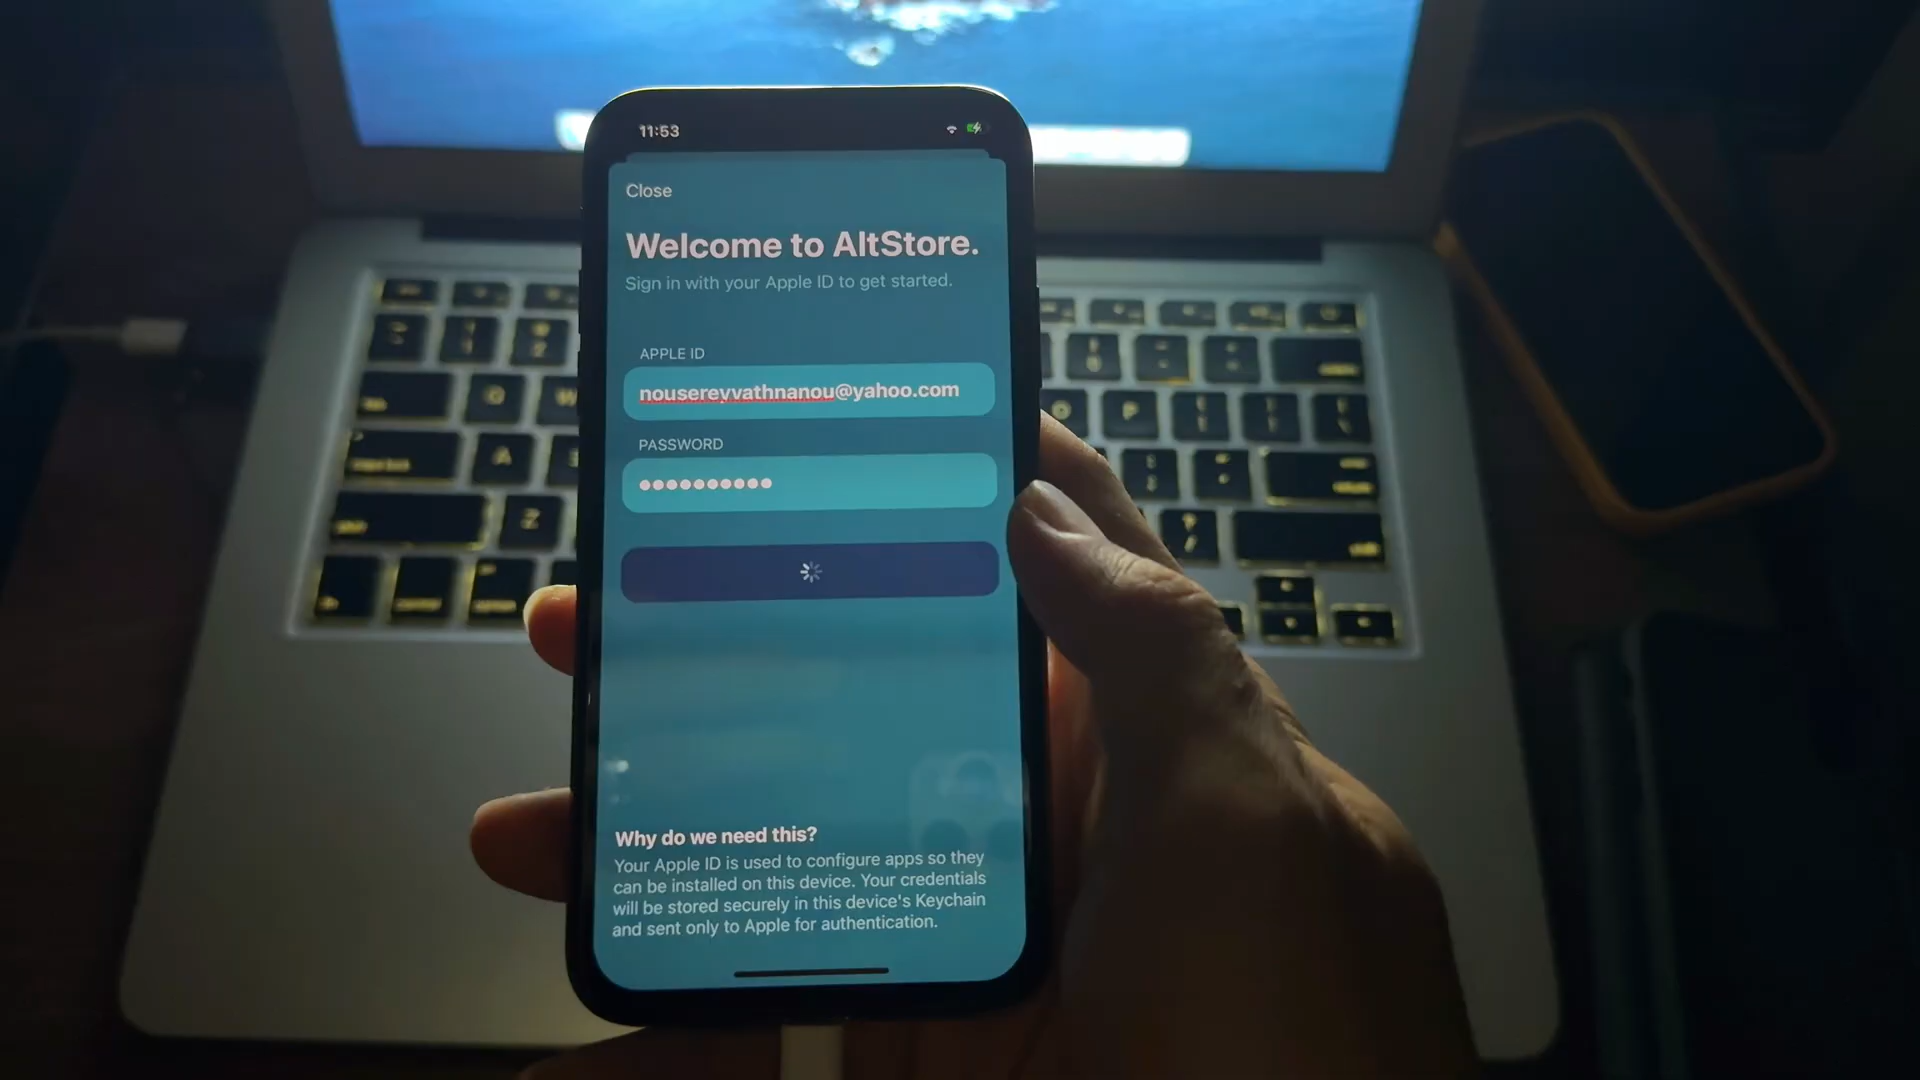 11:53
Close
Welcome to AltStore.
Sign in with your Apple ID to get started.
APPLE ID
nousereyvathnanou@yahoo.com
PASSWORD
Why do we need this?
Your Apple ID is used to configure apps so they
can be installed on this device. Your credentials
will be stored securely in this device's Keychain
and sent only to Apple for authentication.
Q
W
P
A
S
Z